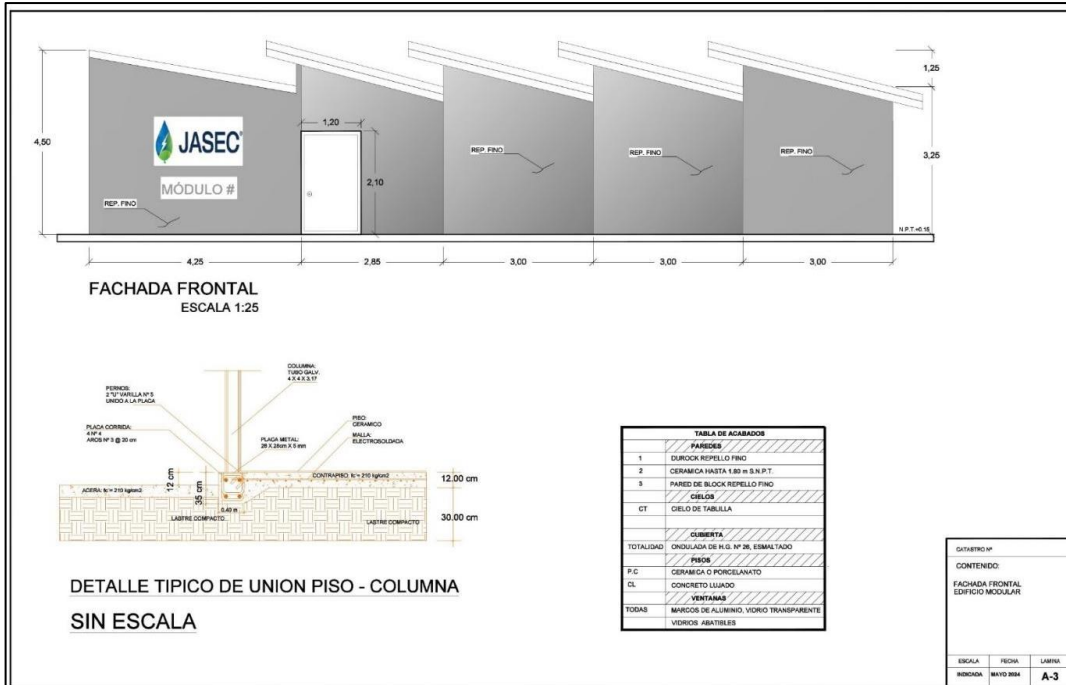 1,25
4,50
1,20
JASEC
MÓDULO #
REP. FINO
2,10
REP. FINO
REP. FINO
REP. FINO
3,25
N.P.T.=0.15
4,25
2,85
3,00
3,00
3,00
FACHADA FRONTAL
ESCALA 1:25
COLUMNA:
TUBO GALV.
4 X 4 X 3.17
PERNOS:
2 "U" VARILLA Nº 5
UNIDO A LA PLACA
PLACA CORRIDA:
4 Nº 4
AROS Nº 3 @ 20 cm
PLACA METAL:
28 X 28cm X 5 mm
PISO:
CERAMICO
MALLA:
ELECTROSOLDADA
12 cm
35 cm
CONTRAPISO: fc'= 210 kg/cm2
12.00 cm
ACERA: fc'= 210 kg/cm2
0.40 m
LASTRE COMPACTO
LASTRE COMPACTO
30.00 cm
DETALLE TIPICO DE UNION PISO - COLUMNA
SIN ESCALA
TABLA DE ACABADOS
PAREDES
1 DUROCK REPELLO FINO
2 CERAMICA HASTA 1.80 m S.N.P.T.
3 PARED DE BLOCK REPELLO FINO
CIELOS
CT CIELO DE TABLILLA
CUBIERTA
TOTALIDAD ONDULADA DE H.G. Nº 26, ESMALTADO
PISOS
P.C CERAMICA O PORCELANATO
CL CONCRETO LUJADO
VENTANAS
TODAS MARCOS DE ALUMINIO, VIDRIO TRANSPARENTE
VIDRIOS ABATIBLES
CATASTRO Nº
CONTENIDO:
FACHADA FRONTAL
EDIFICIO MODULAR
ESCALA FECHA LAMINA
INDICADA MAYO 2024 A-3